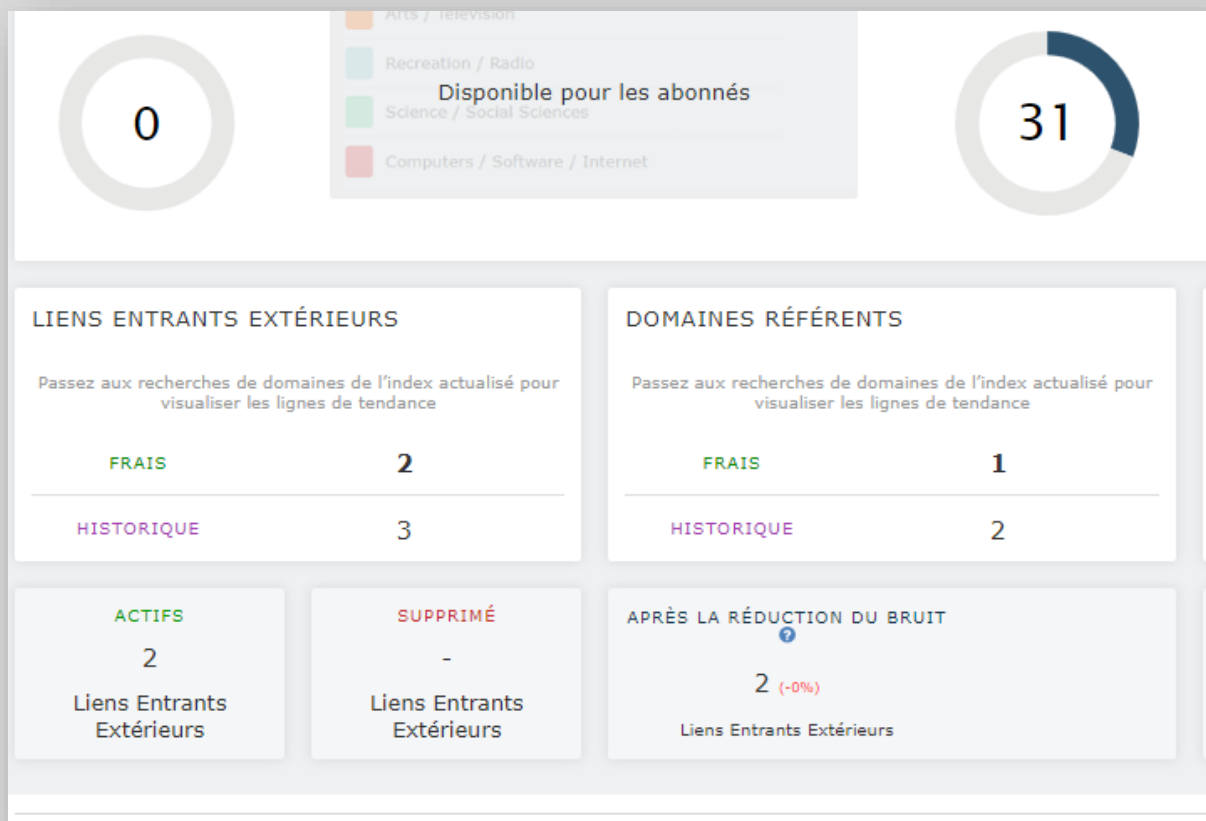 Arts / Television
Recreation / Radio
Disponible pour les abonnés
Science / Social Sciences
Computers / Software / Internet
0
31
LIENS ENTRANTS EXTÉRIEURS
Passez aux recherches de domaines de l'index actualisé pour
visualiser les lignes de tendance
FRAIS 2
HISTORIQUE 3
DOMAINES RÉFÉRENTS
Passez aux recherches de domaines de l'index actualisé pour
visualiser les lignes de tendance
FRAIS 1
HISTORIQUE 2
ACTIFS
2
Liens Entrants
Extérieurs
SUPPRIMÉ
-
Liens Entrants
Extérieurs
APRÈS LA RÉDUCTION DU BRUIT
?
2 (-0%)
Liens Entrants Extérieurs